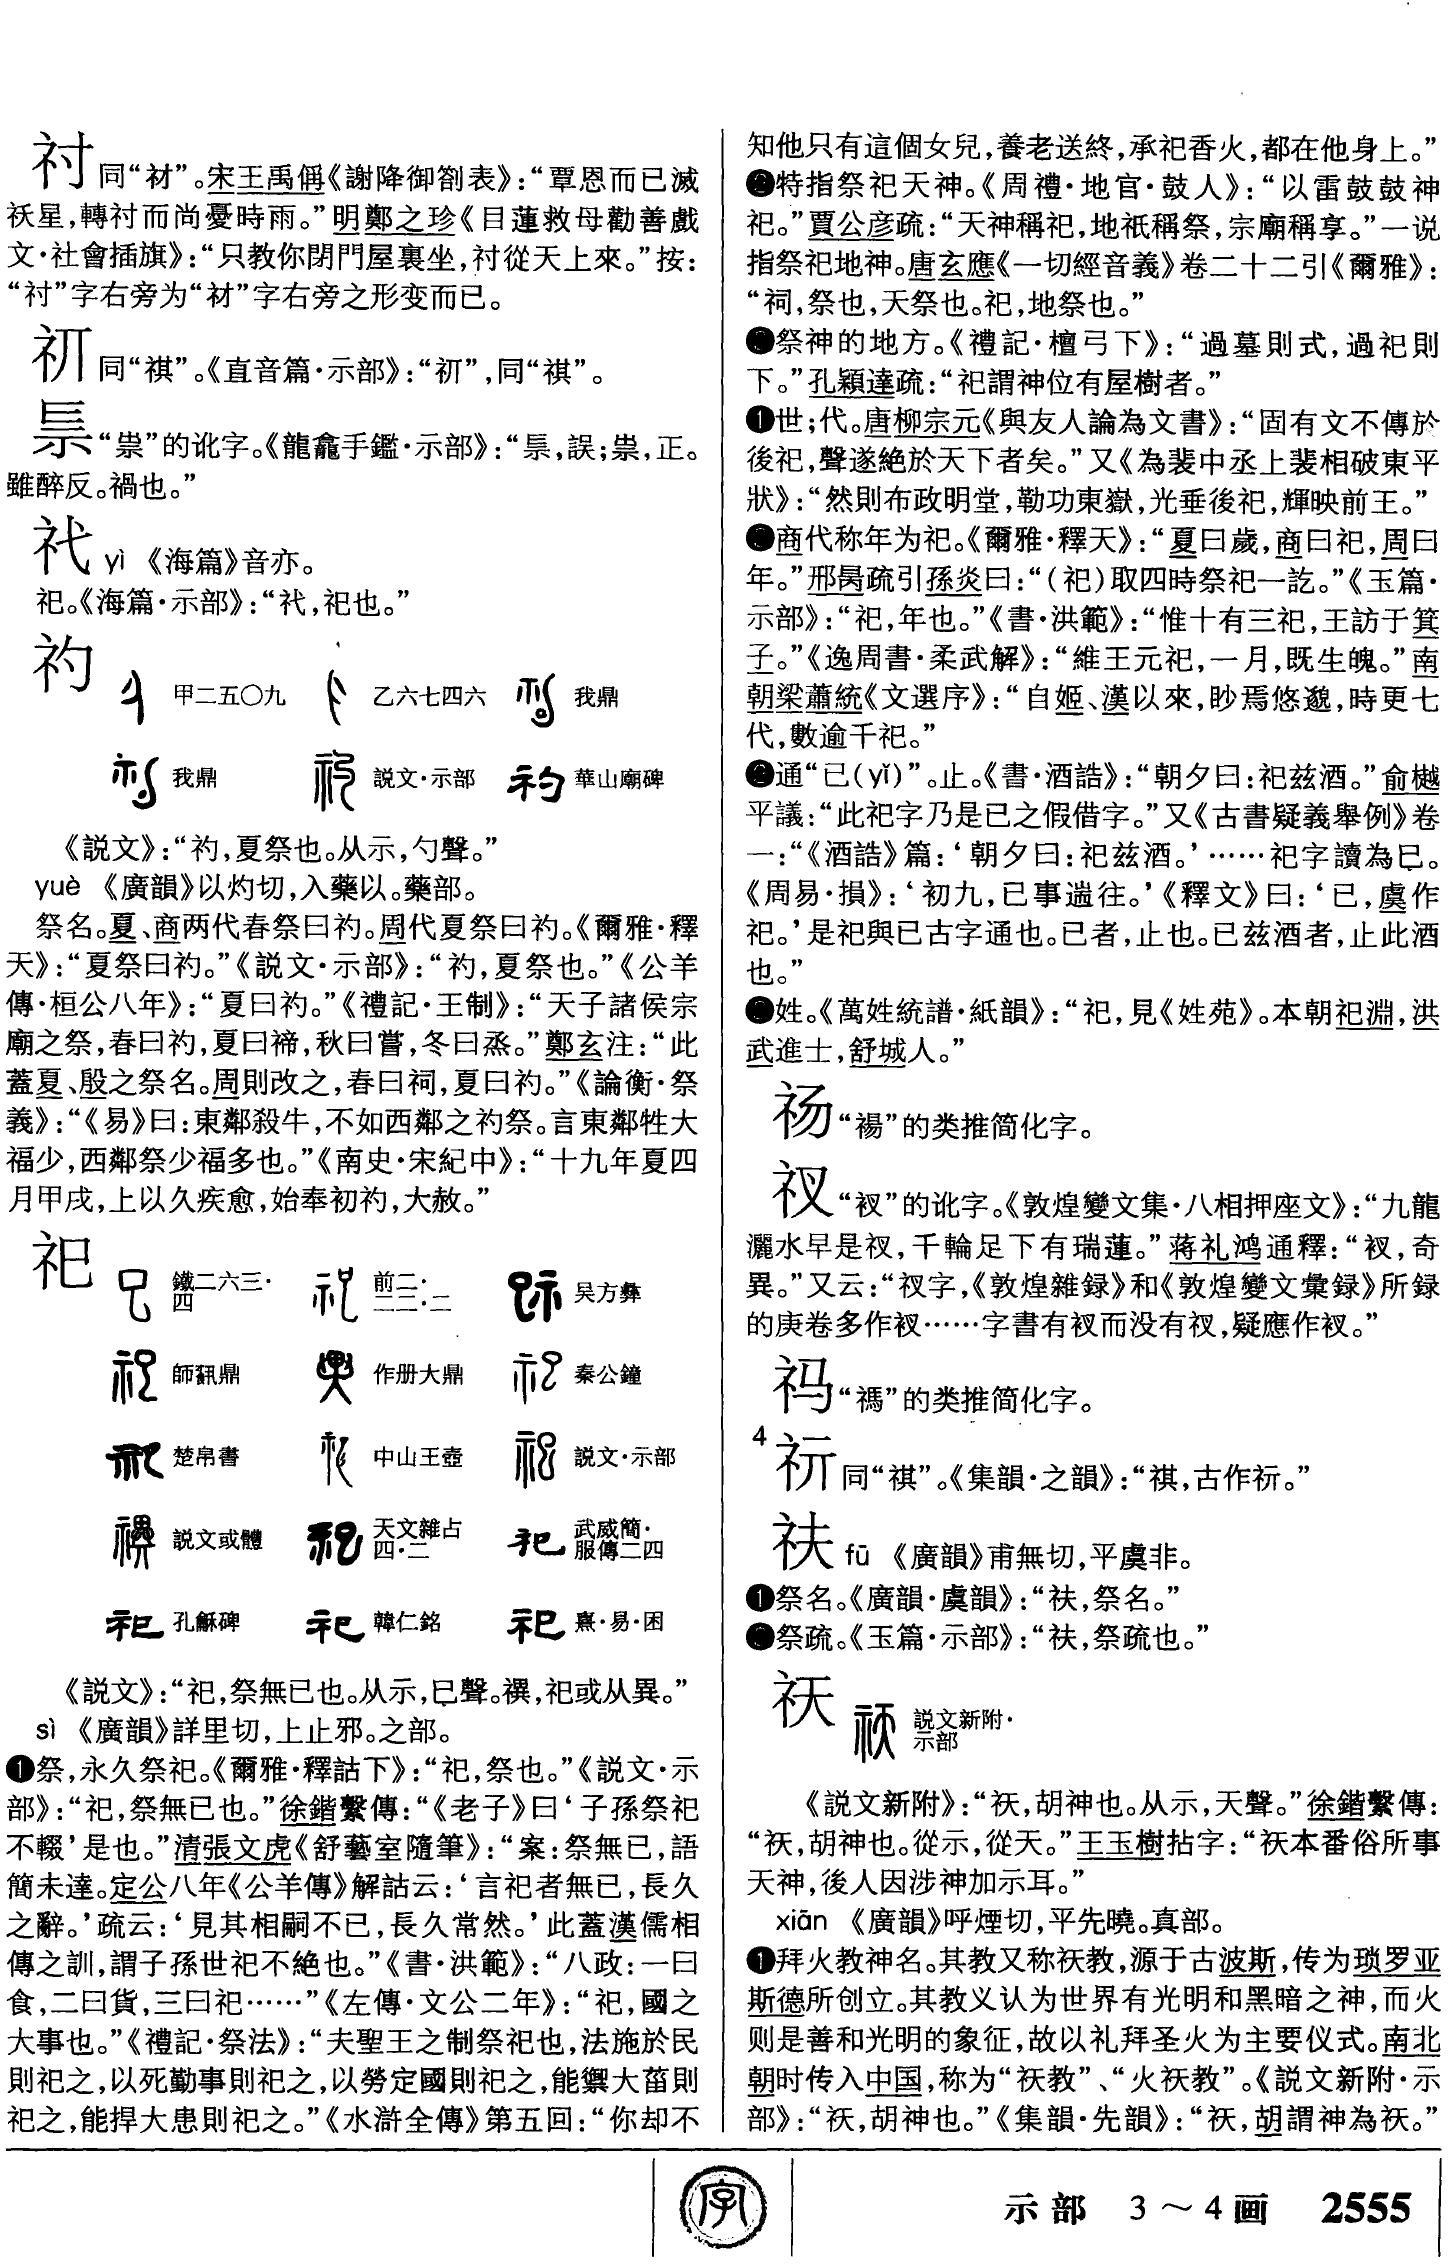 祔同“𥘎”。宋王禹偁《謝降御劄表》：“覃恩而已滅
祅星，轉祔而尚憂時雨。”明鄭之珍《目蓮救母勸善戲
文·社會插旗》：“只教你閉門屋裏坐，祔從天上來。”按：
字右旁为“𥘎”字右旁之形变而已。
同“祺”。《直音篇·示部》：同“祺”。
“祟”的讹字。《龍龕手鑑·示部》：誤；祟，正。
雖醉反。禍也。”
yì 《海篇》音亦。
祀。《海篇·示部》：“祀也。”
礿
甲二五〇九 乙六七四六 我鼎
我鼎 説文·示部 華山廟碑
《説文》：“礿，夏祭也。从示，勺聲。”
yuè 《廣韻》以灼切，入藥以。藥部。
祭名。夏、商两代春祭曰礿。周代夏祭曰礿。《爾雅·釋
天》：“夏祭曰礿。”《説文·示部》：“礿，夏祭也。”《公羊
傳·桓公八年》：“夏曰礿。”《禮記·王制》：“天子諸侯宗
廟之祭，春曰礿，夏曰禘，秋曰嘗，冬曰烝。”鄭玄注：“此
蓋夏、殷之祭名。周則改之，春曰祠，夏曰礿。”《論衡·祭
義》：“《易》曰：東鄰殺牛，不如西鄰之礿祭。言東鄰牲大
福少，西鄰祭少福多也。”《南史·宋紀中》：“十九年夏四
月甲戌，上以久疾愈，始奉初礿，大赦。”
祀
鐵二六三·四 前二·二二·二 吴方彝
師𩛥鼎 作册大鼎 秦公鐘
楚帛書 中山王壺 説文·示部
説文或體 天文雜占四·二 武威簡·服傳二四
孔龢碑 韓仁銘 熹·易·困
《説文》：“祀，祭無已也。从示，巳聲。禩，祀或从異。”
sì 《廣韻》詳里切，上止邪。之部。
❶祭，永久祭祀。《爾雅·釋詁下》：“祀，祭也。”《説文·示
部》：“祀，祭無已也。”徐鍇繫傳：“《老子》曰‘子孫祭祀
不輟’是也。”清張文虎《舒藝室隨筆》：“案：祭無已，語
簡未達。定公八年《公羊傳》解詁云：‘言祀者無已，長久
之辭。’疏云：‘見其相嗣不已，長久常然。’此蓋漢儒相
傳之訓，謂子孫世祀不絶也。”《書·洪範》：“八政：一曰
食，二曰貨，三曰祀……”《左傳·文公二年》：“祀，國之
大事也。”《禮記·祭法》：“夫聖王之制祭祀也，法施於民
則祀之，以死勤事則祀之，以勞定國則祀之，能禦大菑則
祀之，能捍大患則祀之。”《水滸全傳》第五回：“你却不
知他只有這個女兒，養老送終，承祀香火，都在他身上。”
特指祭祀天神。《周禮·地官·鼓人》：“以雷鼓鼓神
祀。”賈公彦疏：“天神稱祀，地祇稱祭，宗廟稱享。”一说
指祭祀地神。唐玄應《一切經音義》卷二十二引《爾雅》：
“祠，祭也，天祭也。祀，地祭也。”
祭神的地方。《禮記·檀弓下》：“過墓則式，過祀則
下。”孔穎達疏：“祀謂神位有屋樹者。”
❶世；代。唐柳宗元《與友人論為文書》：“固有文不傳於
後祀，聲遂絶於天下者矣。”又《為裴中丞上裴相破東平
狀》：“然則布政明堂，勒功東嶽，光垂後祀，輝映前王。”
商代称年为祀。《爾雅·釋天》：“夏曰歲，商曰祀，周曰
年。”邢昺疏引孫炎曰：“（祀）取四時祭祀一訖。”《玉篇·
示部》：“祀，年也。”《書·洪範》：“惟十有三祀，王訪于箕
子。”《逸周書·柔武解》：“維王元祀，一月，既生魄。”南
朝梁蕭統《文選序》：“自姬、漢以來，眇焉悠邈，時更七
代，數逾千祀。”
通“已（yǐ）”。止。《書·酒誥》：“朝夕曰：祀兹酒。”俞樾
平議：“此祀字乃是已之假借字。”又《古書疑義舉例》卷
一：“《酒誥》篇：‘朝夕曰：祀兹酒。’……祀字讀為已。
《周易·損》：‘初九，已事遄往。’《釋文》曰：‘已，虞作
祀。’是祀與已古字通也。已者，止也。已兹酒者，止此酒
也。”
姓。《萬姓統譜·紙韻》：“祀，見《姓苑》。本朝祀淵，洪
武進士，舒城人。”
“禓”的类推简化字。
“衩”的讹字。《敦煌變文集·八相押座文》：“九龍
灑水早是衩，千輪足下有瑞蓮。”蒋礼鸿通釋：“衩，奇
異。”又云：“衩字，《敦煌雜録》和《敦煌變文彙録》所録
的庚卷多作衩……字書有衩而没有衩，疑應作衩。”
祃“禡”的类推简化字。
4
祈同“祺”。《集韻·之韻》：“祺，古作祈。”
衭 fū 《廣韻》甫無切，平虞非。
❶祭名。《廣韻·虞韻》：“衭，祭名。”
祭疏。《玉篇·示部》：“衭，祭疏也。”
祆
説文新附·示部
《説文新附》：“祆，胡神也。从示，天聲。”徐鍇繫傳：
“祆，胡神也。從示，從天。”王玉樹拈字：“祆本番俗所事
天神，後人因涉神加示耳。”
xiān 《廣韻》呼煙切，平先曉。真部。
❶拜火教神名。其教又称祆教，源于古波斯，传为琐罗亚
斯德所创立。其教义认为世界有光明和黑暗之神，而火
则是善和光明的象征，故以礼拜圣火为主要仪式。南北
朝时传入中国，称为“祆教”、“火祆教”。《説文新附·示
部》：“祆，胡神也。”《集韻·先韻》：“祆，胡謂神為祆。”
字
示部 3～4画 2555